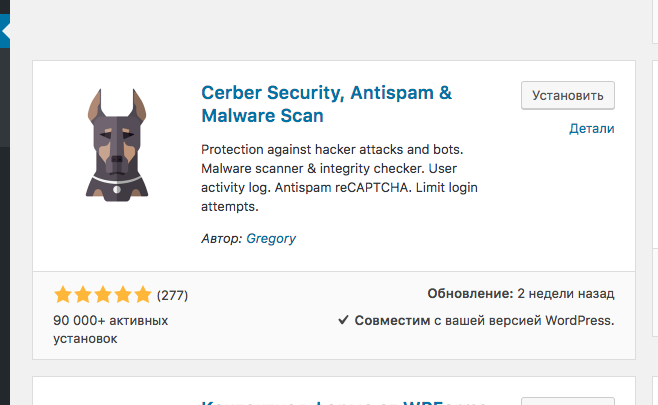 Cerber Security, Antispam &
Malware Scan
Установить
Детали
Protection against hacker attacks and bots.
Malware scanner & integrity checker. User
activity log. Antispam reCAPTCHA. Limit login
attempts.
Автор: Gregory
(277)
Обновление: 2 недели назад
90 000+ активных
установок
Совместим с вашей версией WordPress.